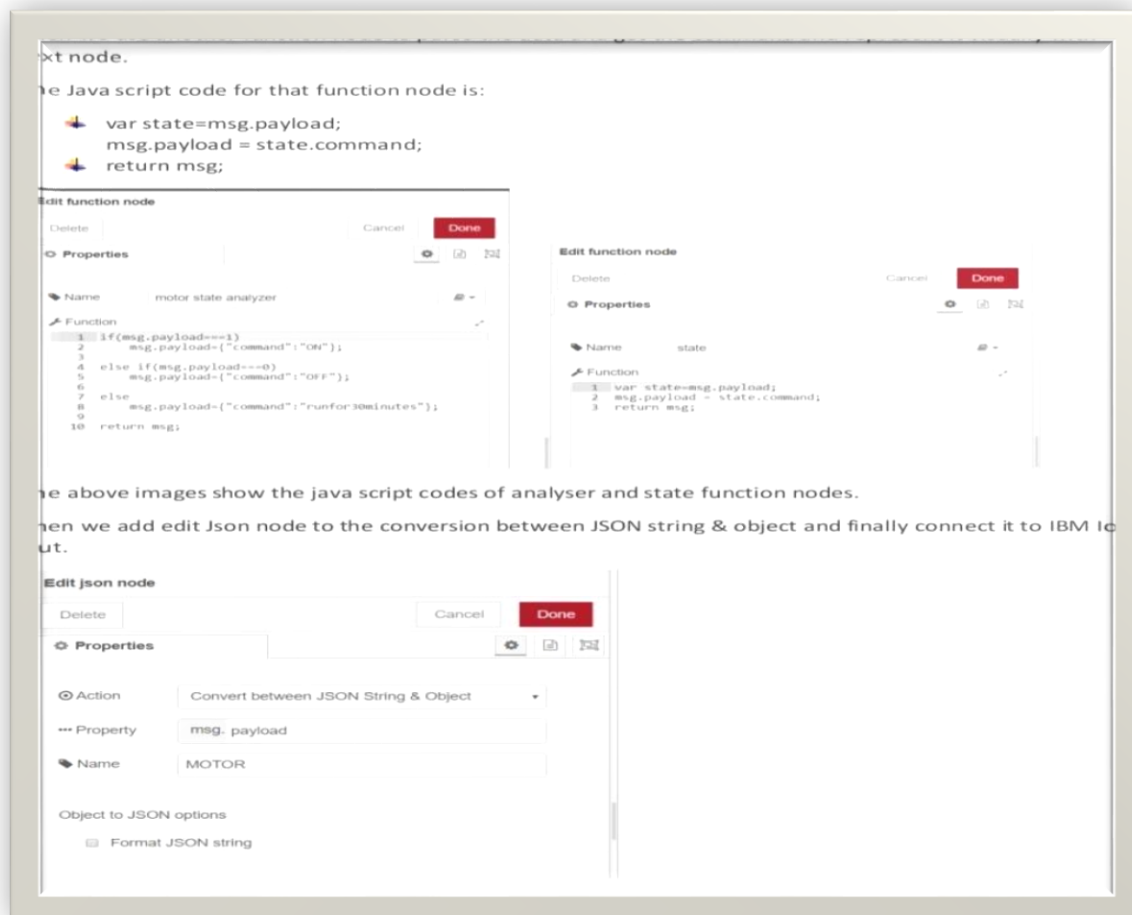 xt node.
e Java script code for that function node is:
var state=msg.payload;
msg.payload = state.command;
return msg;
Edit function node
Delete Cancel Done
Properties
Name motor state analyzer
Function
1 if(msg.payload===1)
2 msg.payload={"command":"ON"};
3
4 else if(msg.payload===0)
5 msg.payload={"command":"OFF"};
6
7 else
8 msg.payload={"command":"runfor30minutes"};
9
10 return msg;
Edit function node
Delete Cancel Done
Properties
Name state
Function
1 var state=msg.payload;
2 msg.payload = state.command;
3 return msg;
e above images show the java script codes of analyser and state function nodes.
en we add edit Json node to the conversion between JSON string & object and finally connect it to IBM Io
ut.
Edit json node
Delete Cancel Done
Properties
Action Convert between JSON String & Object
Property msg. payload
Name MOTOR
Object to JSON options
Format JSON string